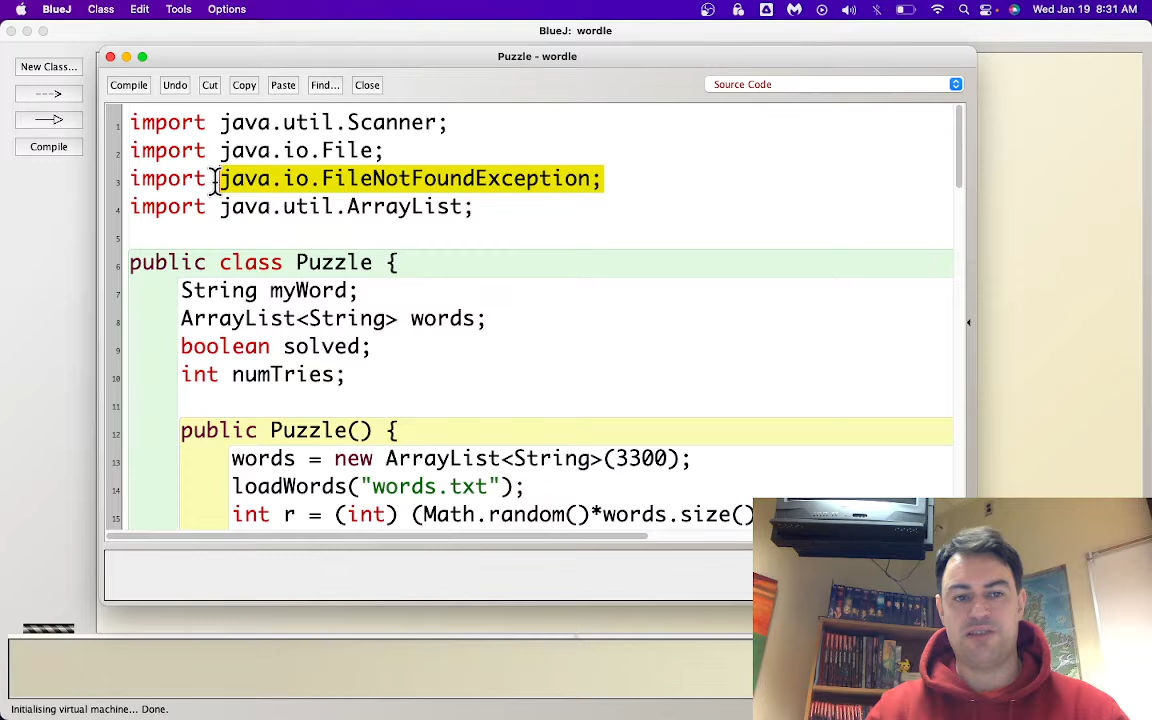 BlueJ Class Edit Tools Options Wed Jan 19 8:31 AM
BlueJ: wordle
Puzzle - wordle
New Class...
Compile
Compile Undo Cut Copy Paste Find... Close Source Code
1 import java.util.Scanner;
2 import java.io.File;
3 import java.io.FileNotFoundException;
4 import java.util.ArrayList;
5
6 public class Puzzle {
7 String myWord;
8 ArrayList<String> words;
9 boolean solved;
10 int numTries;
11
12 public Puzzle() {
13 words = new ArrayList<String>(3300);
14 loadWords("words.txt");
15 int r = (int) (Math.random()*words.size()
Initialising virtual machine... Done.